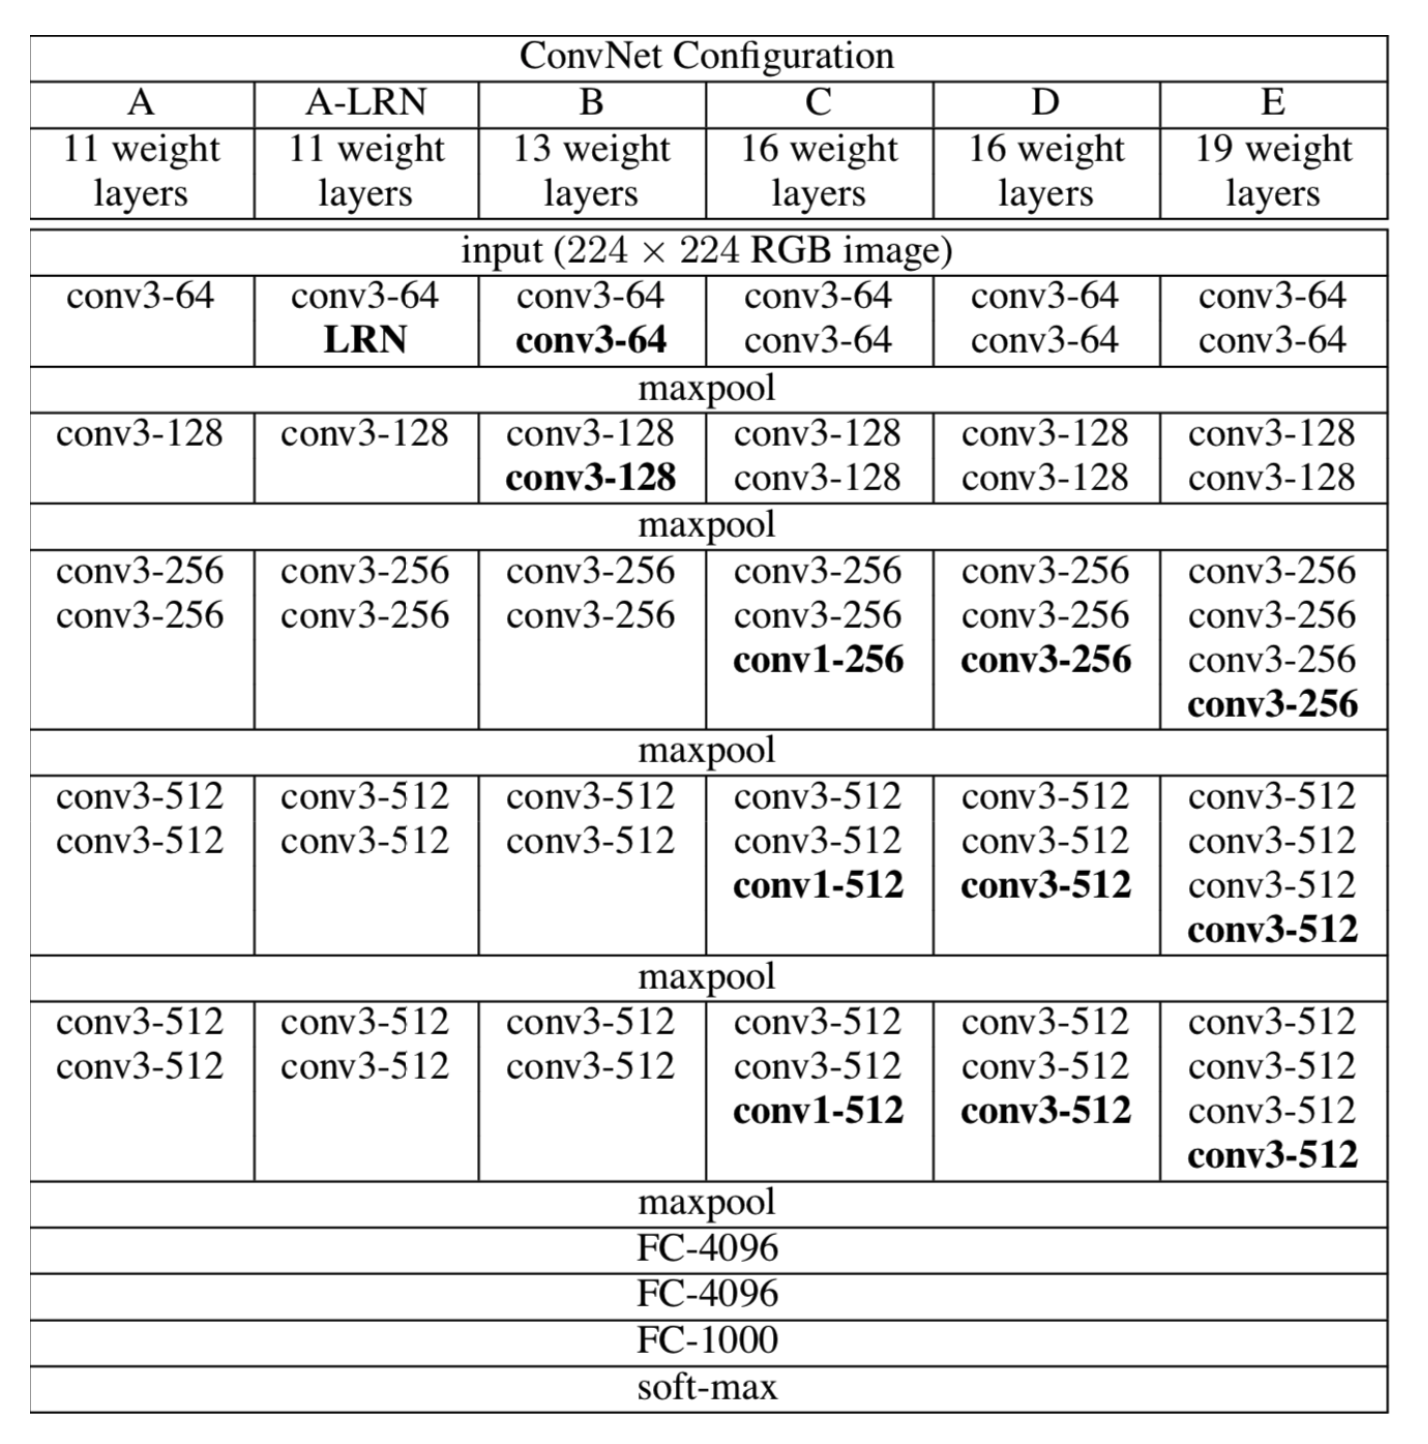 ConvNet Configuration
A A-LRN B C D E
11 weight 11 weight 13 weight 16 weight 16 weight 19 weight
layers layers layers layers layers layers
input (224 × 224 RGB image)
conv3-64 conv3-64 conv3-64 conv3-64 conv3-64 conv3-64
LRN conv3-64 conv3-64 conv3-64 conv3-64
maxpool
conv3-128 conv3-128 conv3-128 conv3-128 conv3-128 conv3-128
conv3-128 conv3-128 conv3-128 conv3-128
maxpool
conv3-256 conv3-256 conv3-256 conv3-256 conv3-256 conv3-256
conv3-256 conv3-256 conv3-256 conv3-256 conv3-256 conv3-256
conv1-256 conv3-256 conv3-256
conv3-256
maxpool
conv3-512 conv3-512 conv3-512 conv3-512 conv3-512 conv3-512
conv3-512 conv3-512 conv3-512 conv3-512 conv3-512 conv3-512
conv1-512 conv3-512 conv3-512
conv3-512
maxpool
conv3-512 conv3-512 conv3-512 conv3-512 conv3-512 conv3-512
conv3-512 conv3-512 conv3-512 conv3-512 conv3-512 conv3-512
conv1-512 conv3-512 conv3-512
conv3-512
maxpool
FC-4096
FC-4096
FC-1000
soft-max